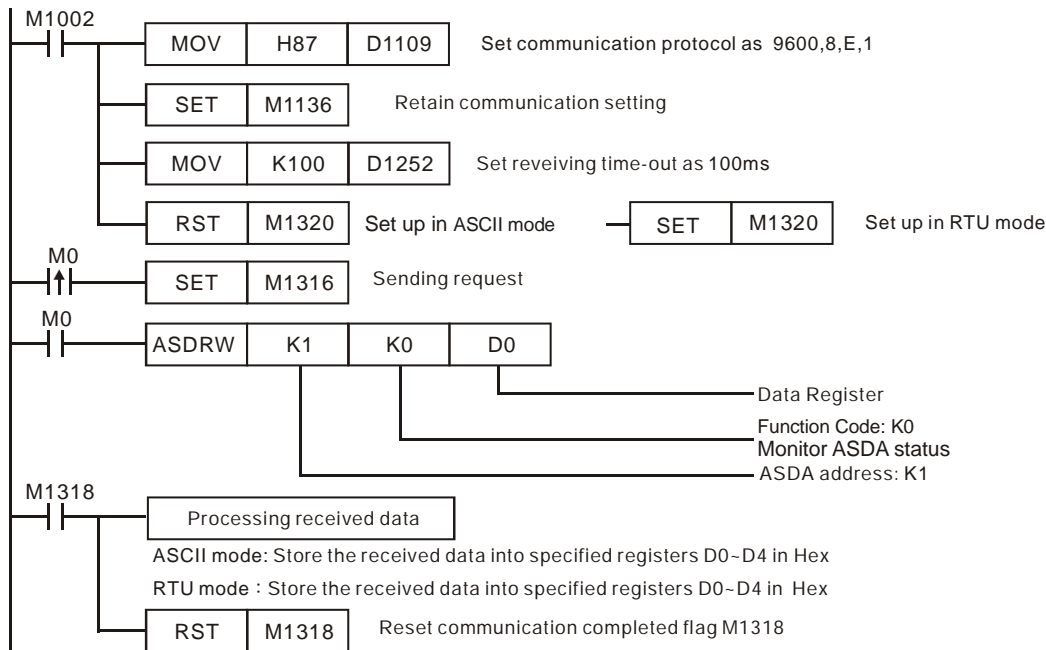 M1002
MOV H87 D1109 Set communication protocol as 9600,8,E,1
SET M1136 Retain communication setting
MOV K100 D1252 Set reveiving time-out as 100ms
RST M1320 Set up in ASCII mode SET M1320 Set up in RTU mode
M0
SET M1316 Sending request
M0
ASDRW K1 K0 D0
Data Register
Function Code: K0
Monitor ASDA status
ASDA address: K1
M1318
Processing received data
ASCII mode: Store the received data into specified registers D0~D4 in Hex
RTU mode：Store the received data into specified registers D0~D4 in Hex
RST M1318 Reset communication completed flag M1318